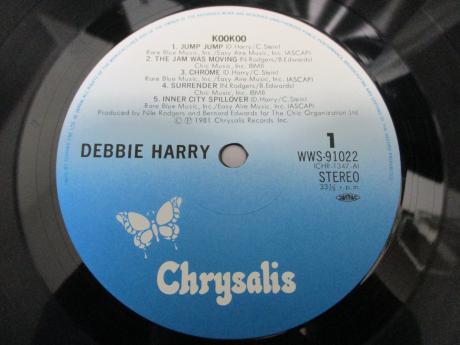 KOOKOO
1. JUMP JUMP (D. Harry/C. Stein)
Rare Blue Music, Inc./Easy Aire Music, Inc. (ASCAP)
2. THE JAM WAS MOVING (N. Rodgers/B. Edwards)
Chic Music, Inc. (BMI)
3. CHROME (D. Harry/C. Stein)
Rare Blue Music, Inc./Easy Aire Music, Inc. (ASCAP)
4. SURRENDER (N. Rodgers/B. Edwards)
Chic Music, Inc. (BMI)
5. INNER CITY SPILLOVER (D. Harry/C. Stein)
Rare Blue Music, Inc./Easy Aire Music, Inc. (ASCAP)
Produced by Nile Rodgers and Bernard Edwards for The Chic Organization Ltd
© ℗ 1981 Chrysalis Records Inc.
DEBBIE HARRY
1
WWS-91022
(CHR-1347-A)
STEREO
33⅓ r.p.m.
Chrysalis